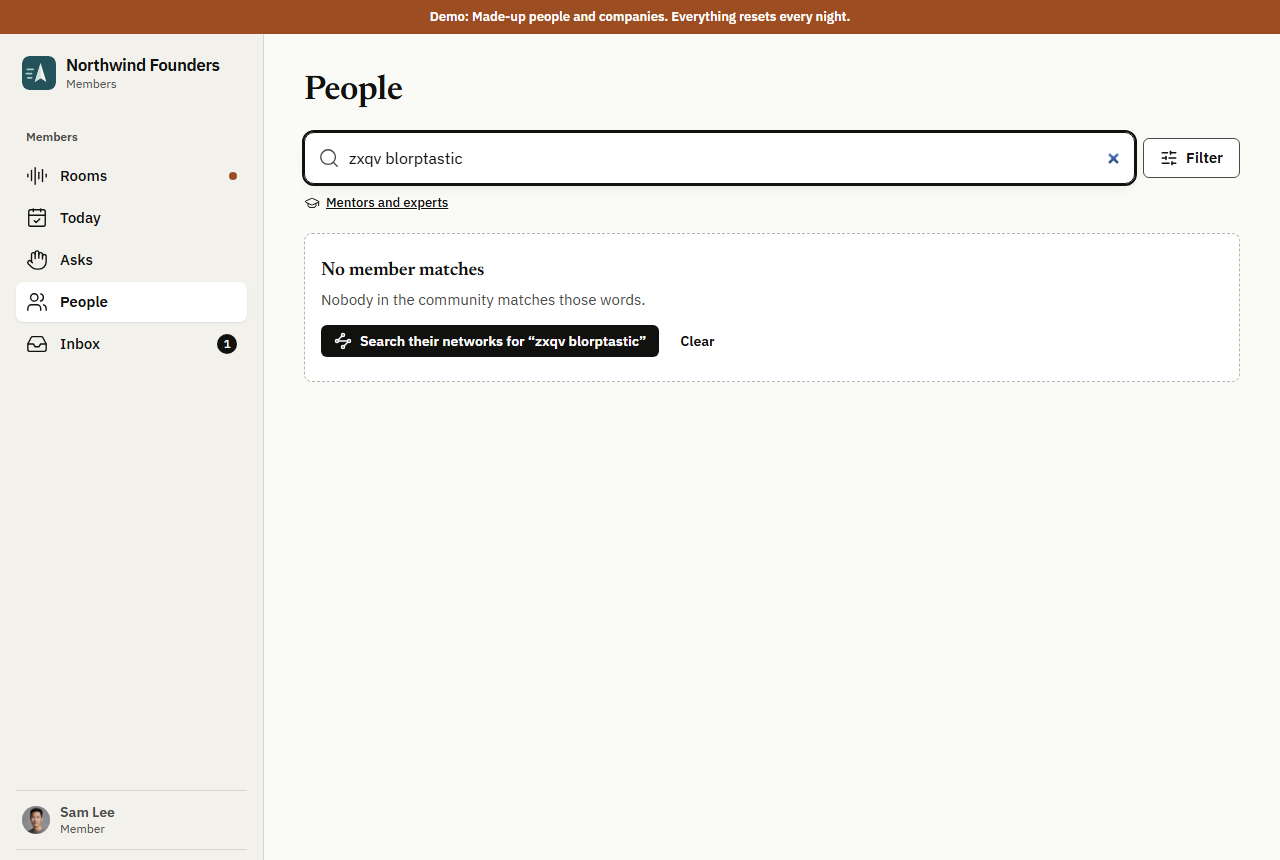 Demo: Made-up people and companies. Everything resets every night.
Northwind Founders
Members
Members
Rooms
Today
Asks
People
Inbox
1
Sam Lee
Member
People
zxqv blorptastic
Filter
Mentors and experts
No member matches
Nobody in the community matches those words.
Search their networks for “zxqv blorptastic”
Clear